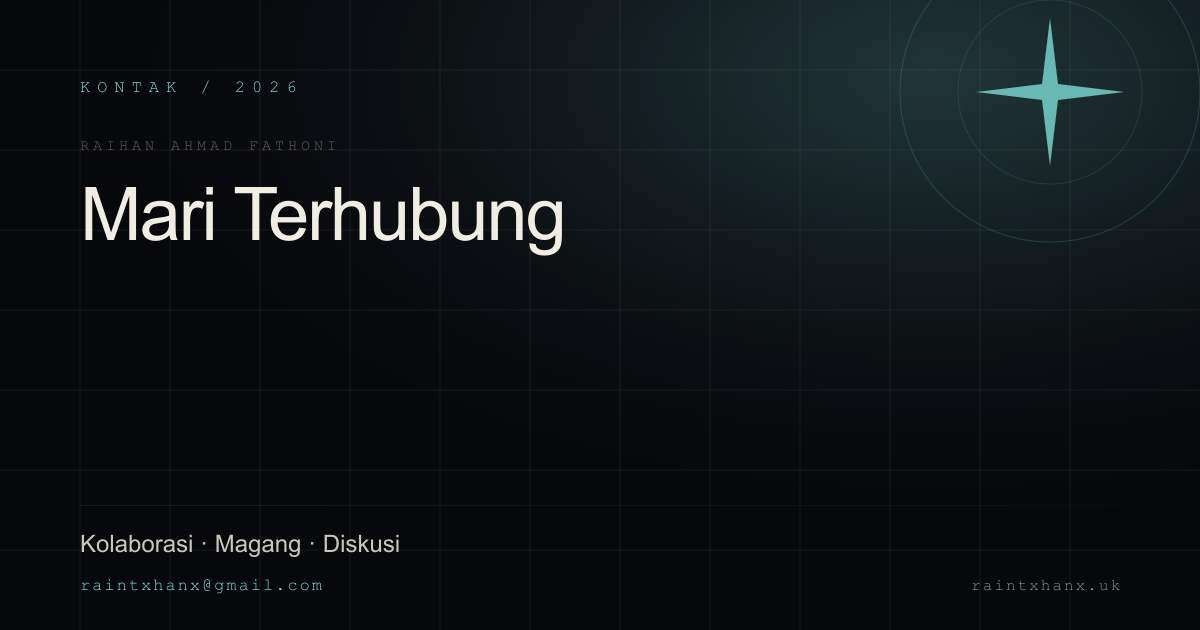 KONTAK / 2026
RAIHAN AHMAD FATHONI
Mari Terhubung
Kolaborasi · Magang · Diskusi
raintxhanx@gmail.com
raintxhanx.uk